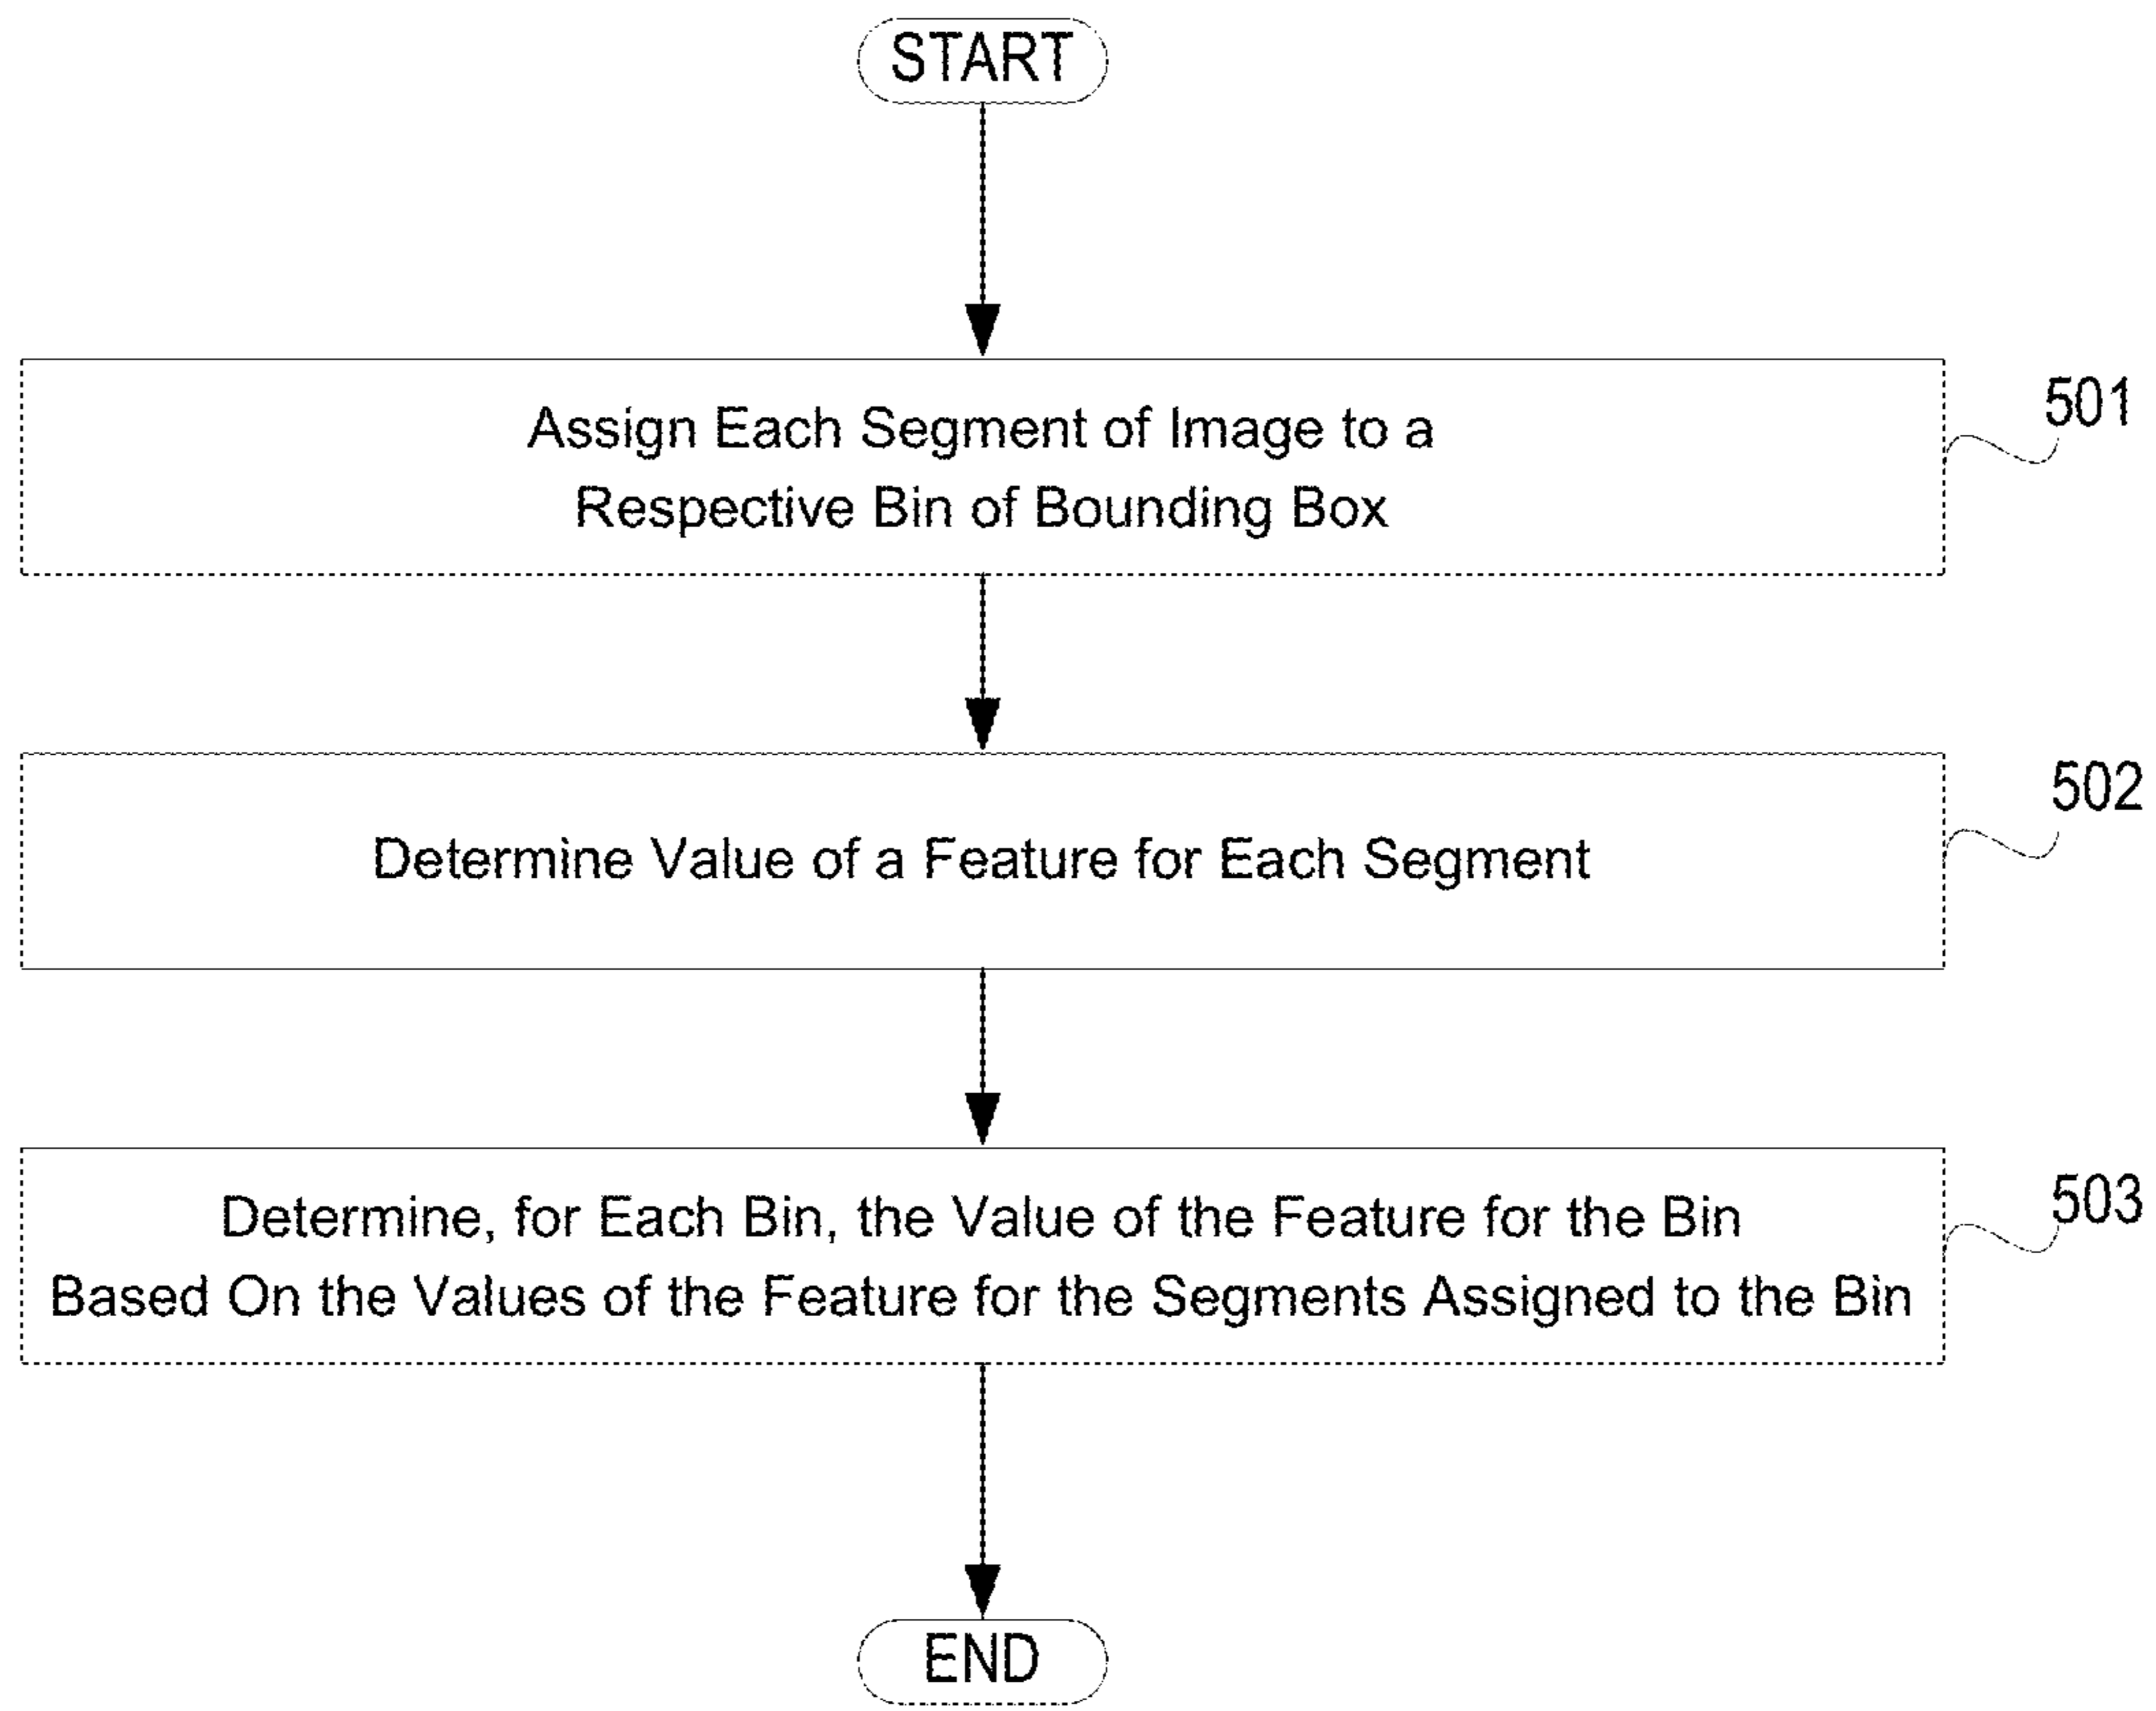 START
Assign Each Segment of Image to a
Respective Bin of Bounding Box
501
Determine Value of a Feature for Each Segment
502
Determine, for Each Bin, the Value of the Feature for the Bin
Based On the Values of the Feature for the Segments Assigned to the Bin
503
END